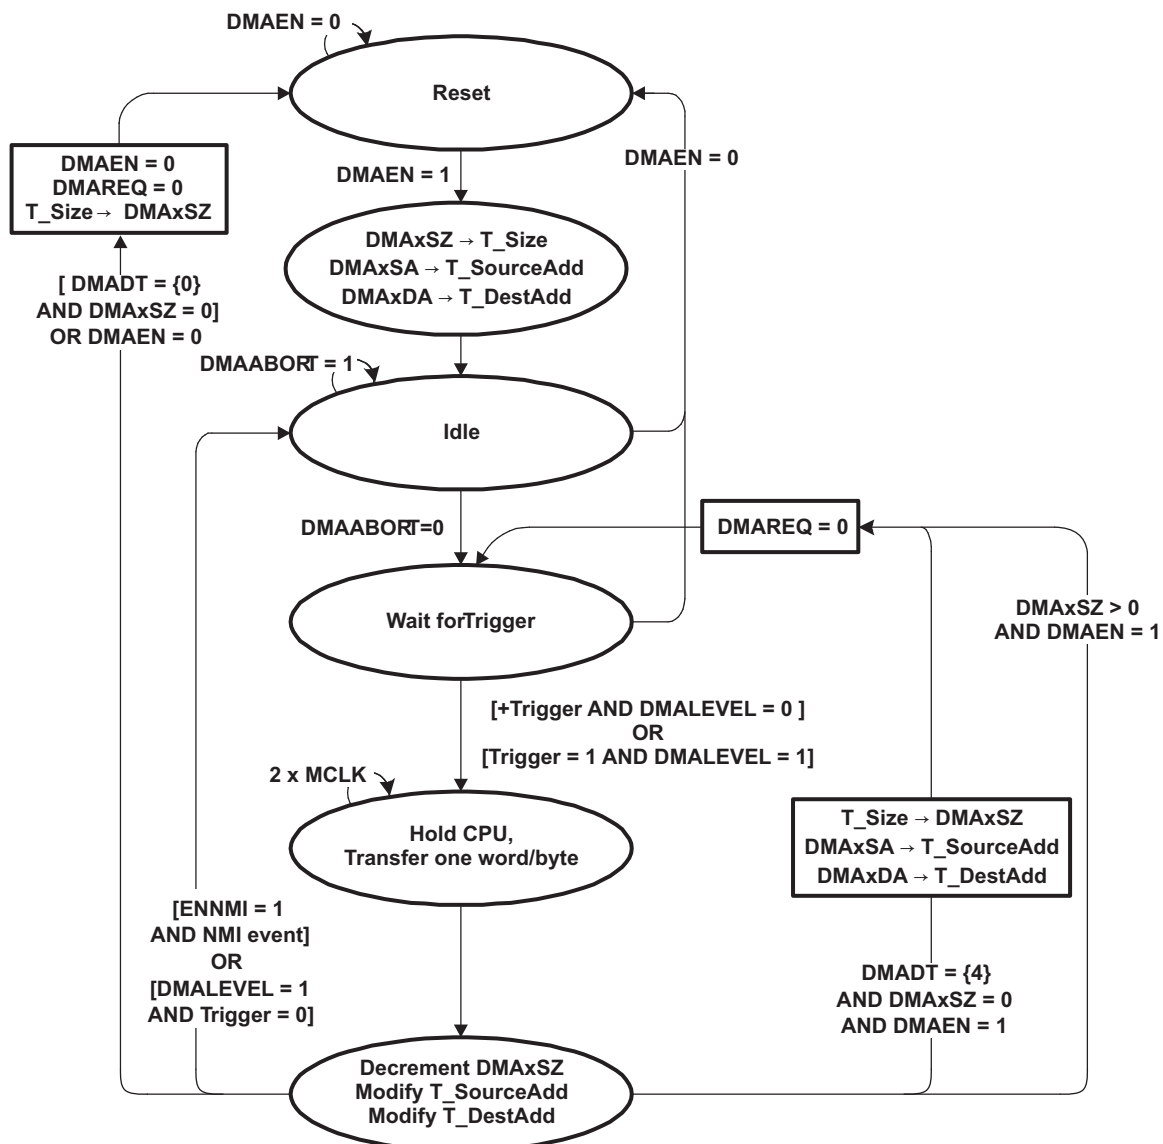 DMAEN = 0
Reset
DMAEN = 0
DMAREQ = 0
T_Size → DMAxSZ
DMAEN = 1
DMAEN = 0
DMAxSZ → T_Size
DMAxSA → T_SourceAdd
DMAxDA → T_DestAdd
[ DMADT = {0}
AND DMAxSZ = 0]
OR DMAEN = 0
DMAABORT = 1
Idle
DMAABORT=0
DMAREQ = 0
Wait forTrigger
DMAxSZ > 0
AND DMAEN = 1
[+Trigger AND DMALEVEL = 0 ]
OR
[Trigger = 1 AND DMALEVEL = 1]
2 x MCLK
Hold CPU,
Transfer one word/byte
T_Size → DMAxSZ
DMAxSA → T_SourceAdd
DMAxDA → T_DestAdd
[ENNMI = 1
AND NMI event]
OR
[DMALEVEL = 1
AND Trigger = 0]
DMADT = {4}
AND DMAxSZ = 0
AND DMAEN = 1
Decrement DMAxSZ
Modify T_SourceAdd
Modify T_DestAdd